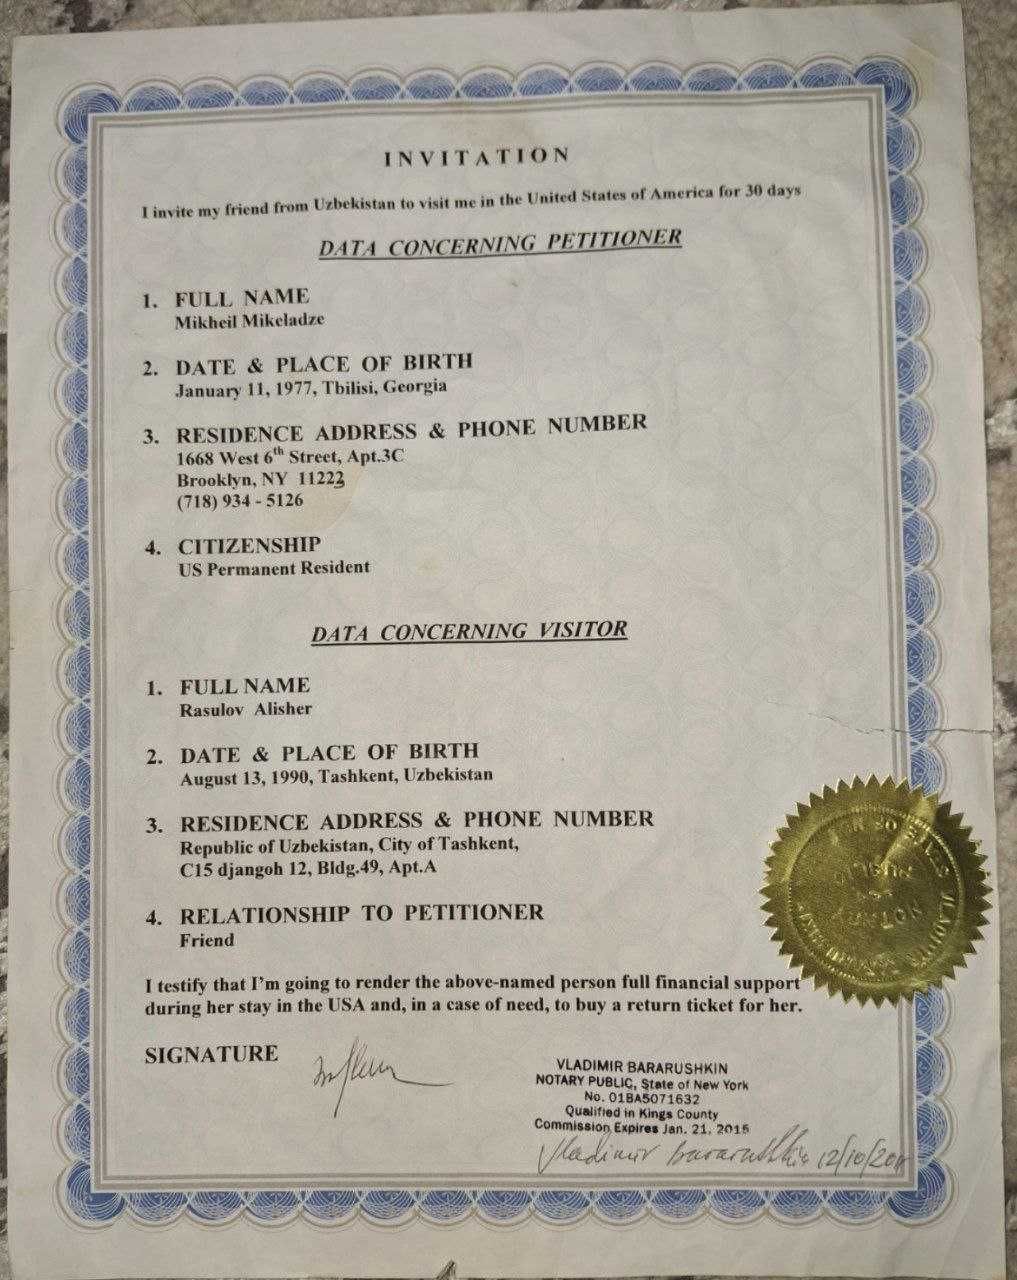 INVITATION
I invite my friend from Uzbekistan to visit me in the United States of America for 30 days
DATA CONCERNING PETITIONER
1. FULL NAME
Mikheil Mikeladze
2. DATE & PLACE OF BIRTH
January 11, 1977, Tbilisi, Georgia
3. RESIDENCE ADDRESS & PHONE NUMBER
1668 West 6th Street, Apt.3C
Brooklyn, NY 11223
(718) 934 - 5126
4. CITIZENSHIP
US Permanent Resident
DATA CONCERNING VISITOR
1. FULL NAME
Rasulov Alisher
2. DATE & PLACE OF BIRTH
August 13, 1990, Tashkent, Uzbekistan
3. RESIDENCE ADDRESS & PHONE NUMBER
Republic of Uzbekistan, City of Tashkent,
C15 djangoh 12, Bldg.49, Apt.A
4. RELATIONSHIP TO PETITIONER
Friend
I testify that I'm going to render the above-named person full financial support
during her stay in the USA and, in a case of need, to buy a return ticket for her.
SIGNATURE
VLADIMIR BARARUSHKIN
NOTARY PUBLIC, State of New York
No. 01BA5071632
Qualified in Kings County
Commission Expires Jan. 21, 2015
Vladimir Bararushkin